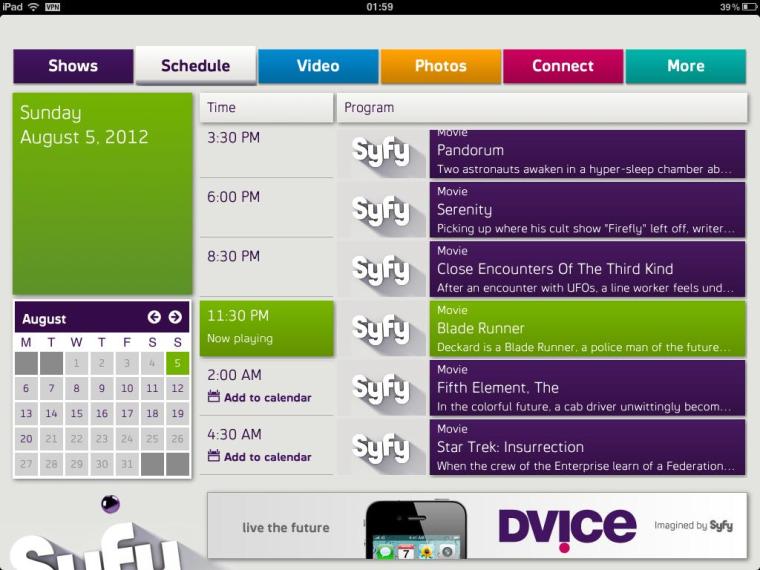 iPad VPN 01:59 39%
Shows Schedule Video Photos Connect More
Sunday
August 5, 2012
Time Program
3:30 PM
Syfy
Movie
Pandorum
Two astronauts awaken in a hyper-sleep chamber ab...
6:00 PM
Syfy
Movie
Serenity
Picking up where his cult show "Firefly" left off, writer...
8:30 PM
Syfy
Movie
Close Encounters Of The Third Kind
After an encounter with UFOs, a line worker feels und...
11:30 PM
Now playing
Syfy
Movie
Blade Runner
Deckard is a Blade Runner, a police man of the future...
2:00 AM
Add to calendar
Syfy
Movie
Fifth Element, The
In the colorful future, a cab driver unwittingly becom...
4:30 AM
Add to calendar
Syfy
Movie
Star Trek: Insurrection
When the crew of the Enterprise learn of a Federation...
August
M T W T F S S
1 2 3 4 5
6 7 8 9 10 11 12
13 14 15 16 17 18 19
20 21 22 23 24 25 26
27 28 29 30 31
Syfy
live the future
7
DVICE
Imagined by Syfy